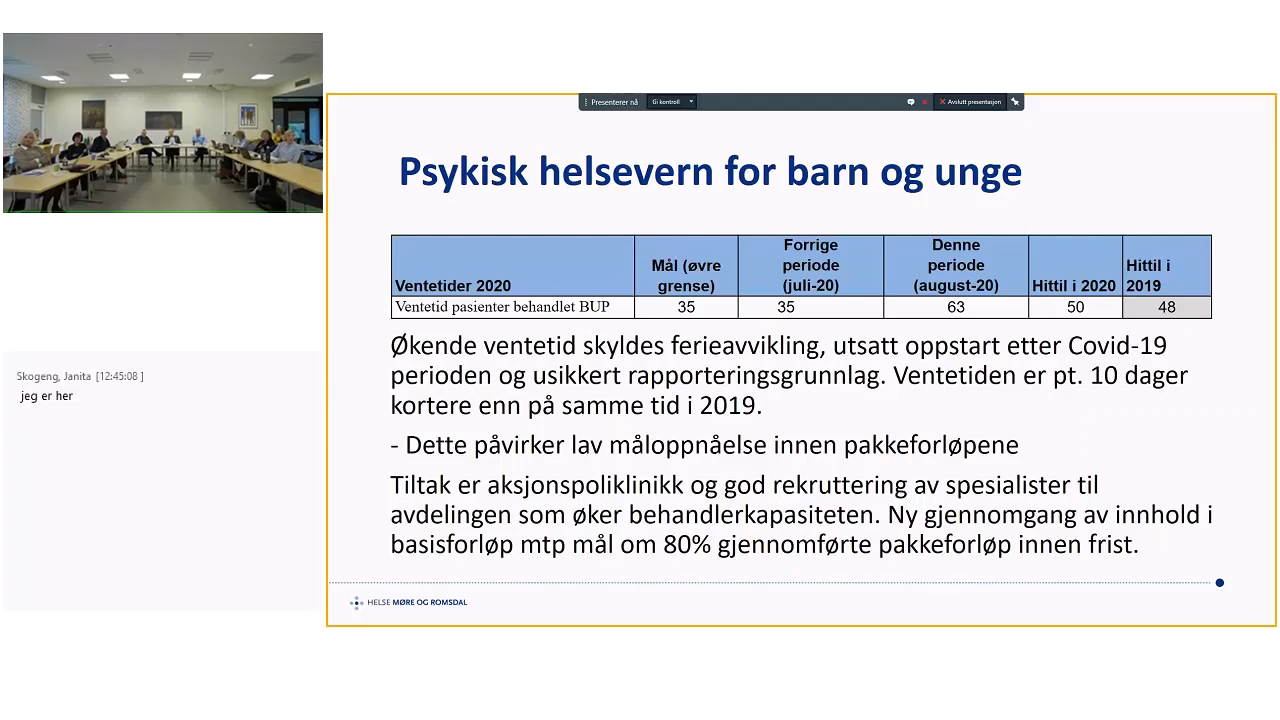 Presenterer nå
Gi kontroll
Avslutt presentasjon
Psykisk helsevern for barn og unge
Ventetider 2020 Mål (øvre grense) Forrige periode (juli-20) Denne periode (august-20) Hittil i 2020 Hittil i 2019
Ventetid pasienter behandlet BUP 35 35 63 50 48
Økende ventetid skyldes ferieavvikling, utsatt oppstart etter Covid-19
perioden og usikkert rapporteringsgrunnlag. Ventetiden er pt. 10 dager
kortere enn på samme tid i 2019.
- Dette påvirker lav måloppnåelse innen pakkeforløpene
Tiltak er aksjonspoliklinikk og god rekruttering av spesialister til
avdelingen som øker behandlerkapasiteten. Ny gjennomgang av innhold i
basisforløp mtp mål om 80% gjennomførte pakkeforløp innen frist.
HELSE MØRE OG ROMSDAL
Skogeng, Janita [12:45:08 ]
jeg er her